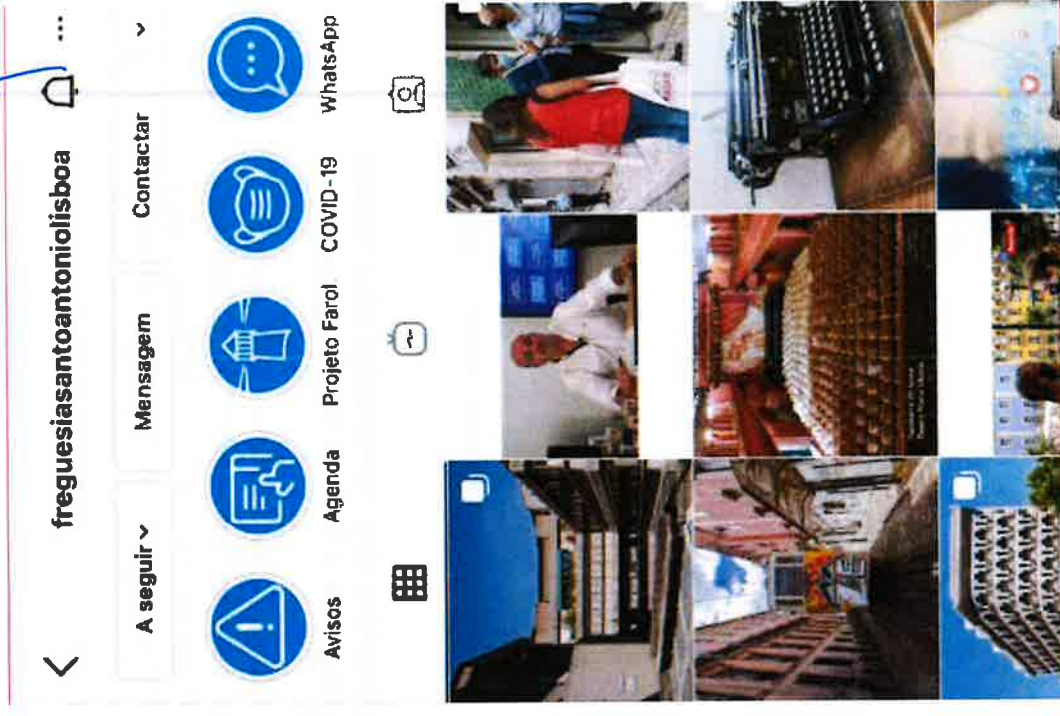 freguesiasantoantoniolisboa
A seguir
Mensagem
Contactar
Avisos
Agenda
Projeto Farol
COVID-19
WhatsApp